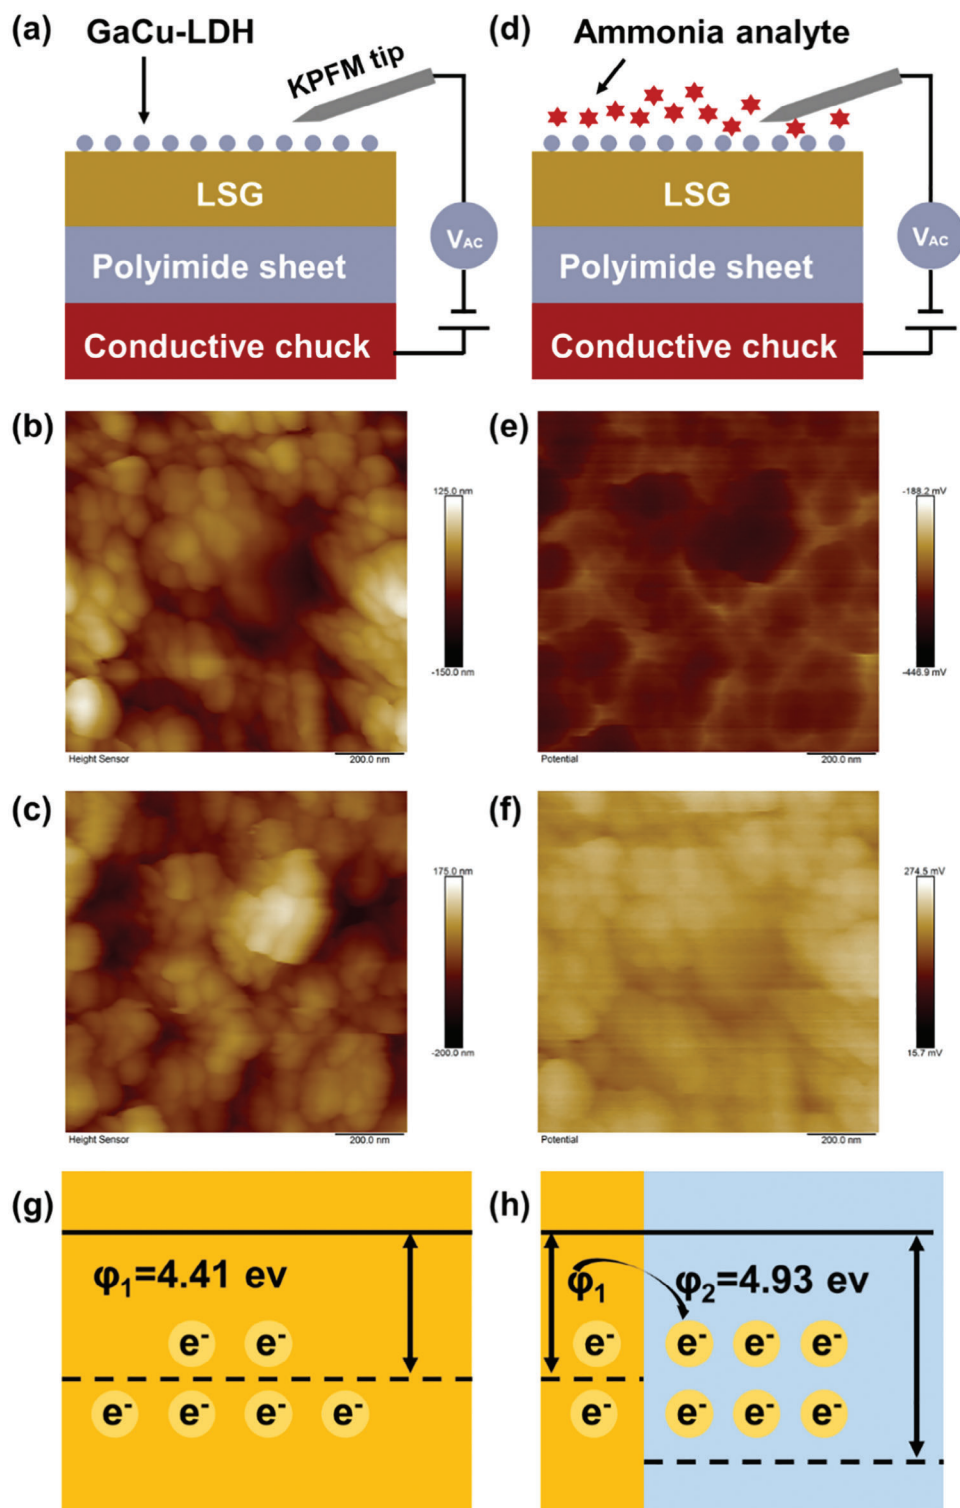 (a)
GaCu-LDH
KPFM tip
LSG
Polyimide sheet
Conductive chuck
VAC
(d)
Ammonia analyte
LSG
Polyimide sheet
Conductive chuck
VAC
(b)
125.0 nm
-150.0 nm
Height Sensor
200.0 nm
(e)
-188.2 mV
-446.9 mV
Potential
200.0 nm
(c)
175.0 nm
-200.0 nm
Height Sensor
200.0 nm
(f)
274.5 mV
15.7 mV
Potential
200.0 nm
(g)
φ₁=4.41 ev
e⁻ e⁻
e⁻ e⁻ e⁻ e⁻
(h)
φ₁ φ₂=4.93 ev
e⁻ e⁻ e⁻ e⁻
e⁻ e⁻ e⁻ e⁻